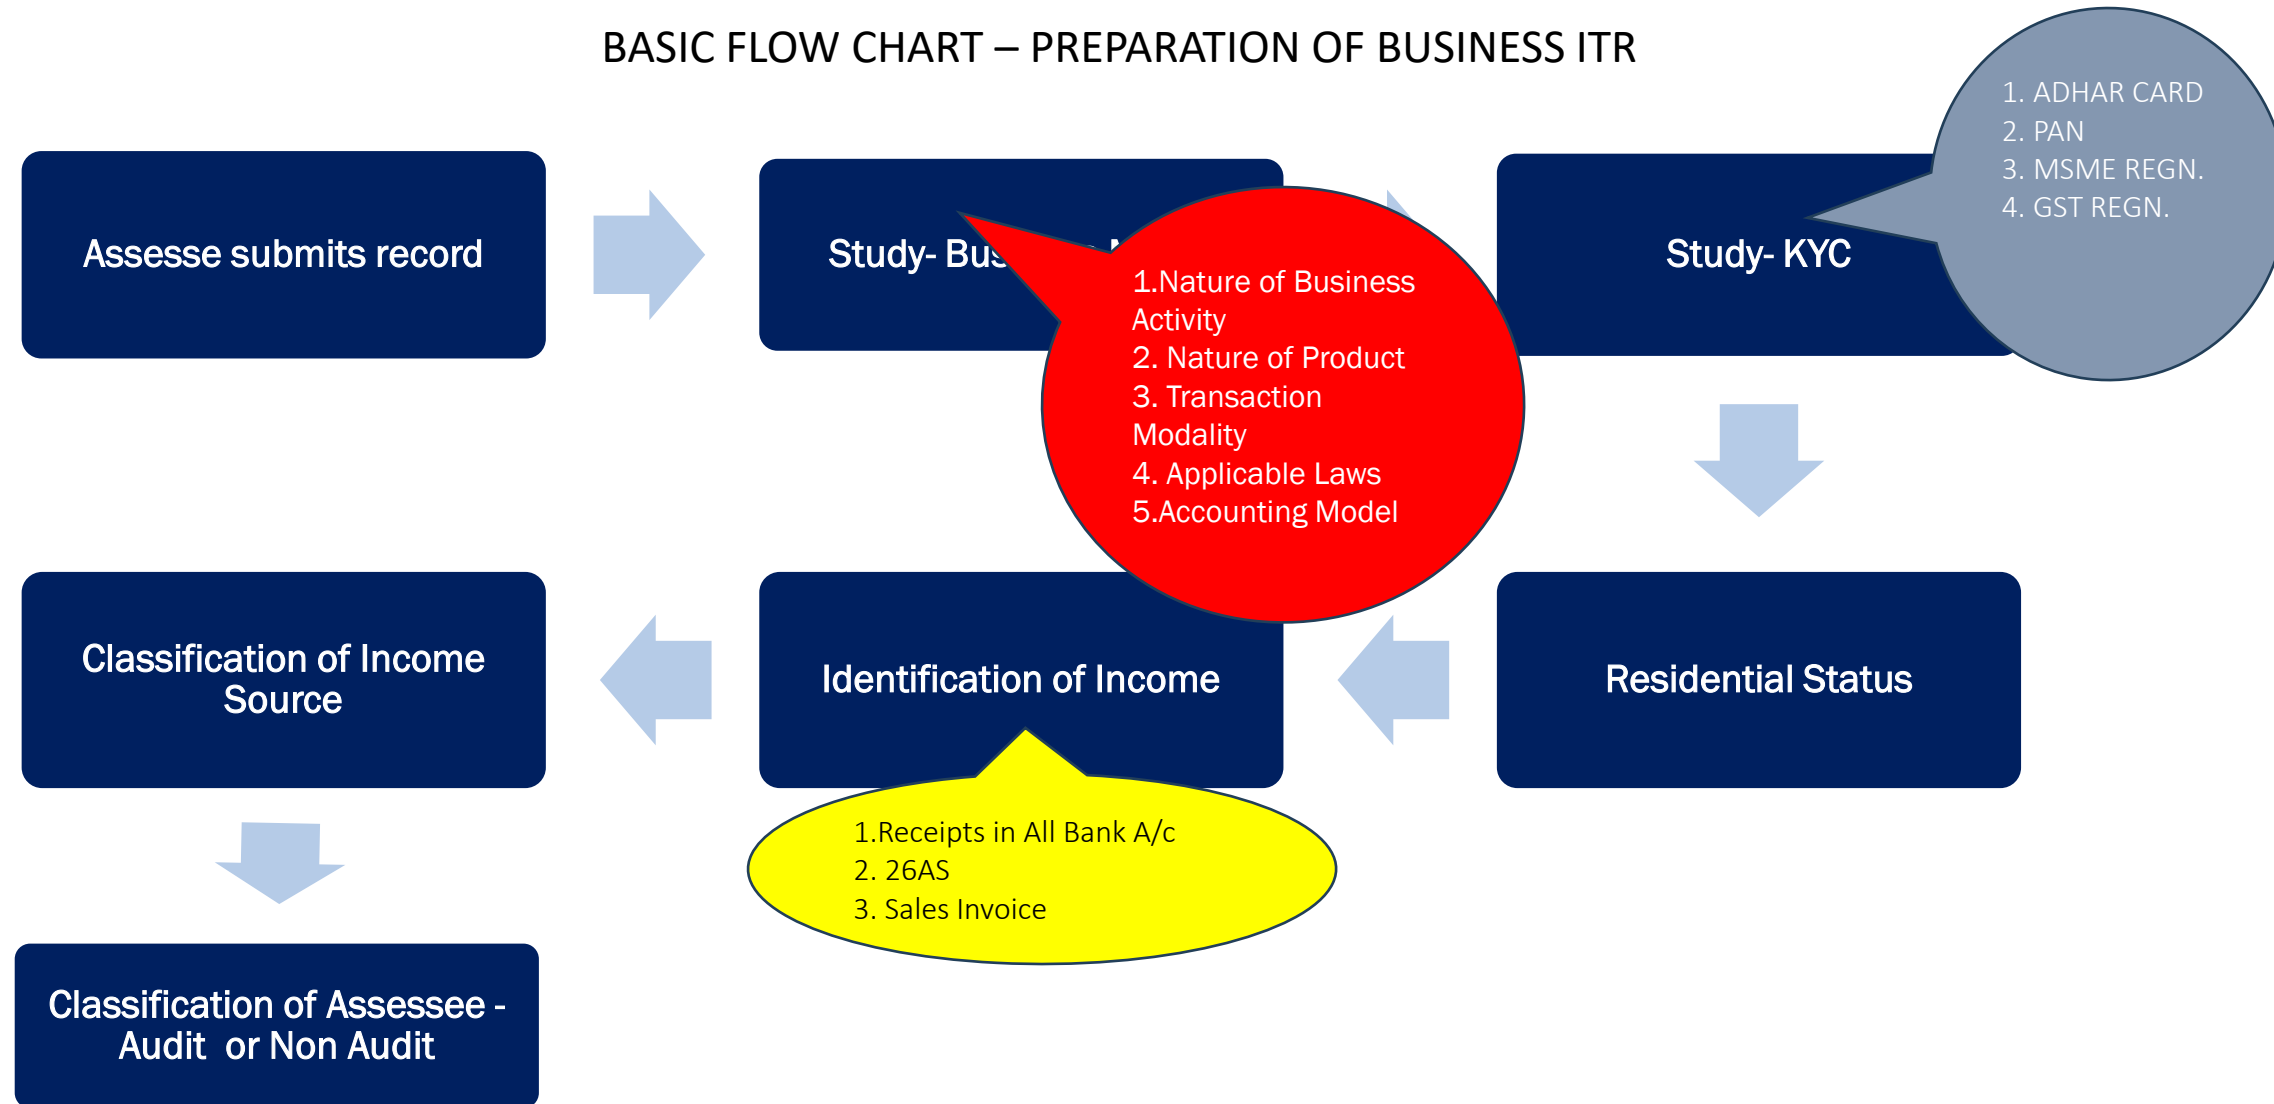 BASIC FLOW CHART – PREPARATION OF BUSINESS ITR
Assesse submits record
Study-
Study- KYC
1. ADHAR CARD
2. PAN
3. MSME REGN.
4. GST REGN.
1.Nature of Business
Activity
2. Nature of Product
3. Transaction
Modality
4. Applicable Laws
5.Accounting Model
Classification of Income
Source
Identification of Income
Residential Status
1.Receipts in All Bank A/c
2. 26AS
3. Sales Invoice
Classification of Assessee -
Audit  or Non Audit